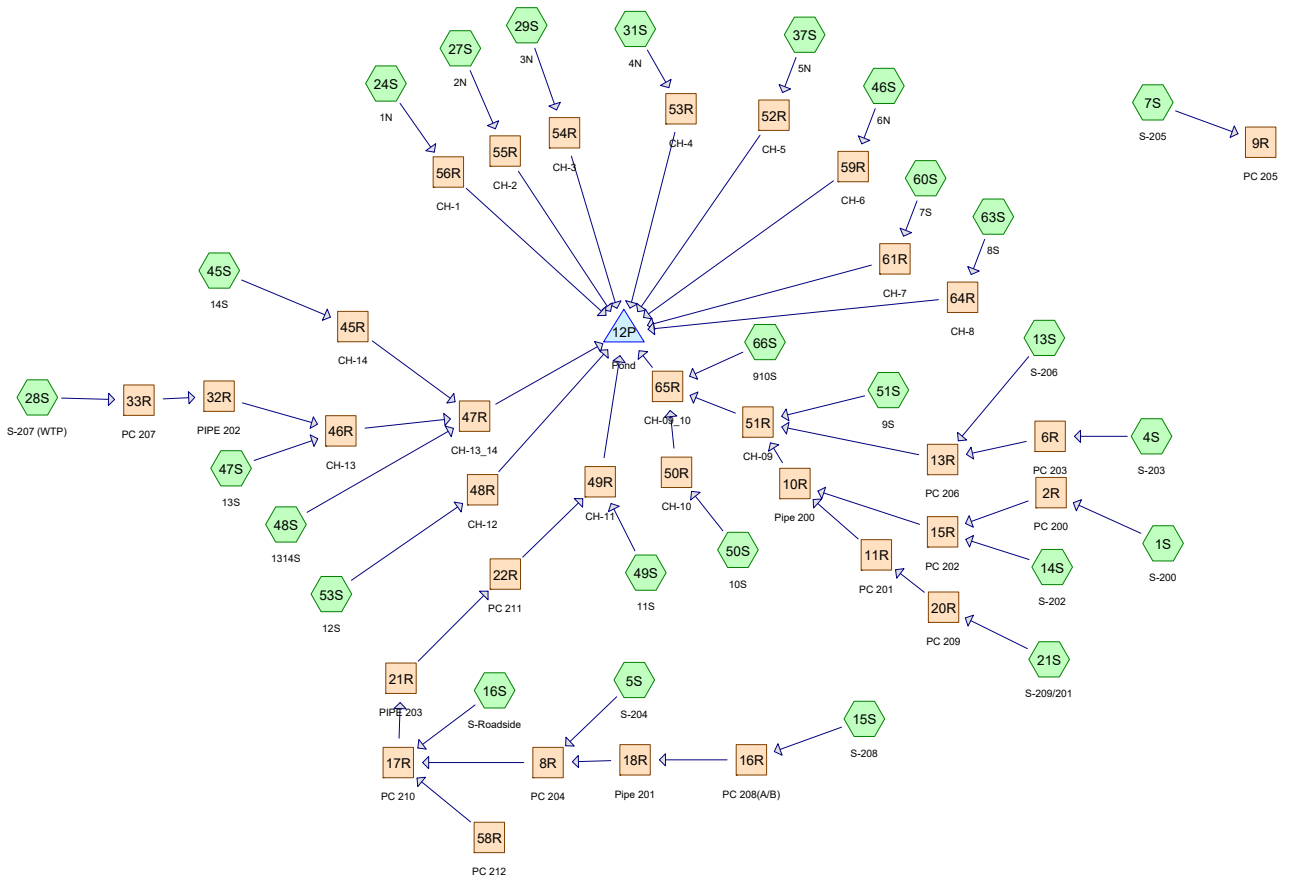 29S
3N
31S
4N
37S
5N
27S
2N
24S
1N
46S
6N
7S
S-205
9R
PC 205
53R
CH-4
52R
CH-5
54R
CH-3
55R
CH-2
56R
CH-1
59R
CH-6
60S
7S
63S
8S
61R
CH-7
64R
CH-8
45S
14S
45R
CH-14
12P
Pond
66S
910S
13S
S-206
65R
CH-09_10
51S
9S
28S
S-207 (WTP)
33R
PC 207
32R
PIPE 202
46R
CH-13
47R
CH-13_14
51R
CH-09
6R
PC 203
4S
S-203
47S
13S
13R
PC 206
50R
CH-10
49R
CH-11
48R
CH-12
10R
Pipe 200
2R
PC 200
48S
1314S
15R
PC 202
1S
S-200
11R
PC 201
14S
S-202
50S
10S
49S
11S
22R
PC 211
53S
12S
20R
PC 209
21S
S-209/201
21R
PIPE 203
16S
S-Roadside
5S
S-204
15S
S-208
17R
PC 210
8R
PC 204
18R
Pipe 201
16R
PC 208(A/B)
58R
PC 212